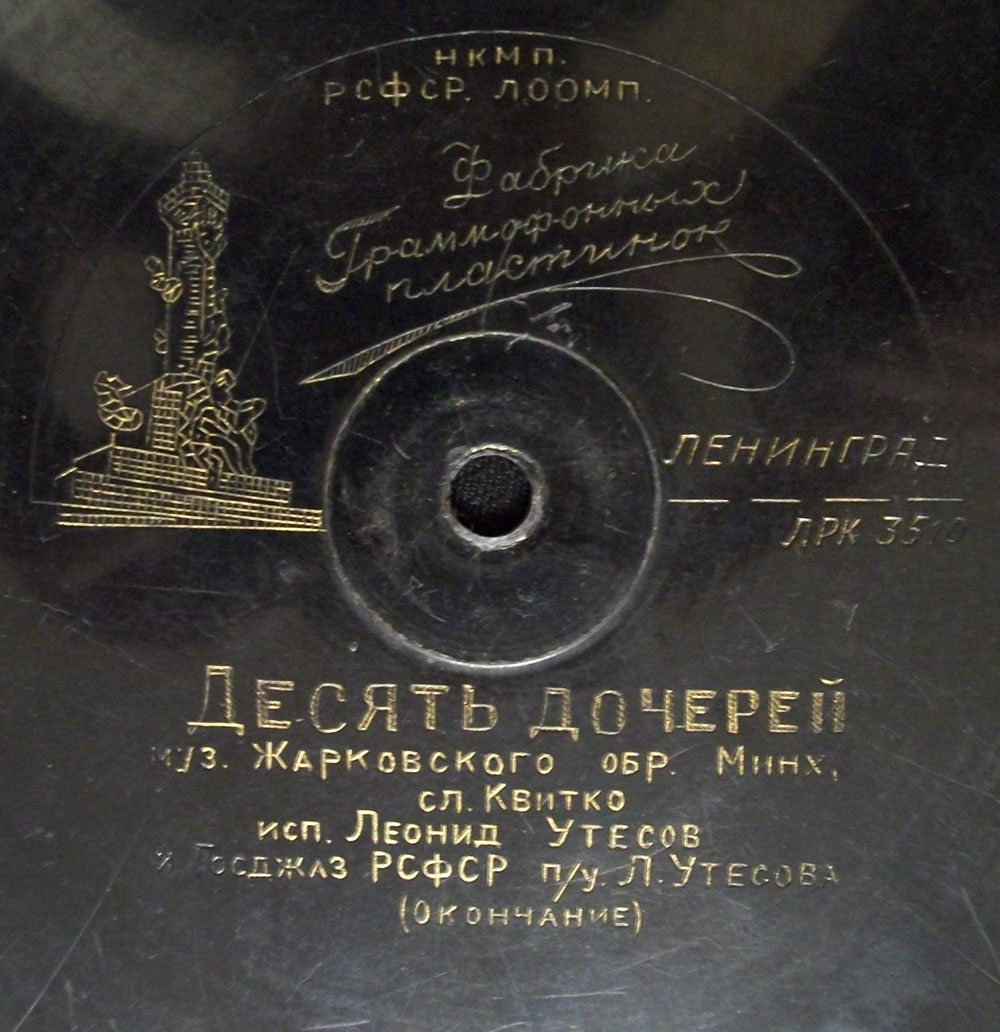 НКМП.
РСФСР. ЛООМП.
Фабрика
Граммофонных
пластинок
ЛЕНИНГРАД
ЛРК 3510
ДЕСЯТЬ ДОЧЕРЕЙ
муз. ЖАРКОВСКОГО ОБР. МИНХ,
СЛ. КВИТКО
ИСП. ЛЕОНИД УТЕСОВ
И ГОСДЖАЗ РСФСР П/У. Л. УТЕСОВА
(ОКОНЧАНИЕ)